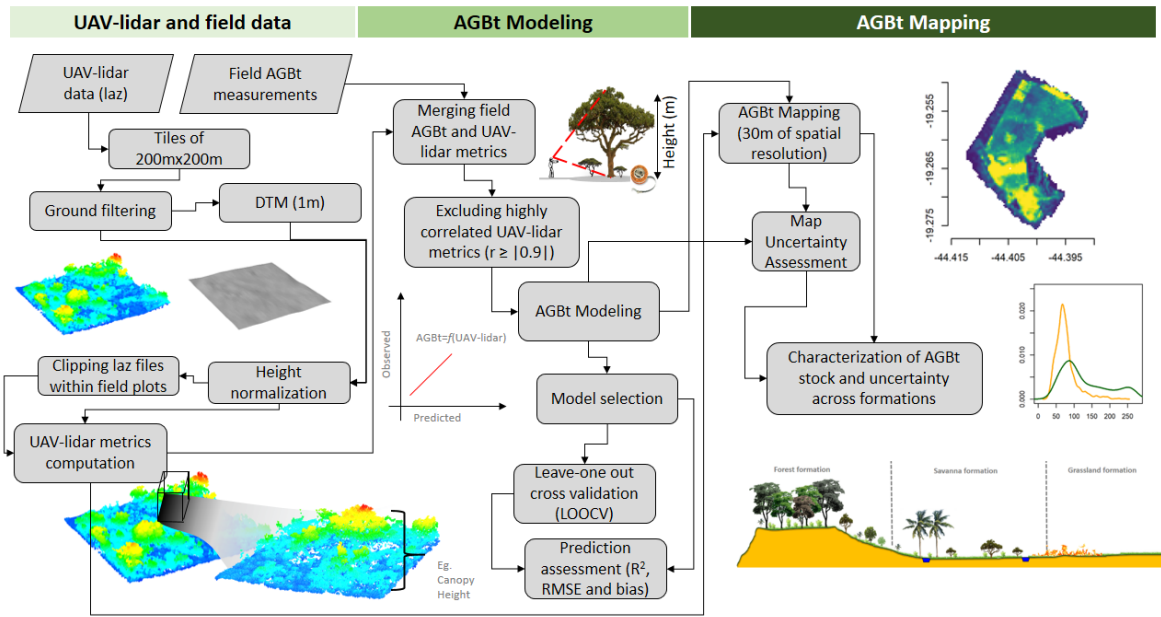 UAV-lidar and field data
AGBt Modeling
AGBt Mapping
UAV-lidar
data (laz)
Field AGBt
measurements
Tiles of
200mx200m
Ground filtering
DTM (1m)
Clipping laz files
within field plots
Height
normalization
UAV-lidar metrics
computation
Eg.
Canopy
Height
Merging field
AGBt and UAV-
lidar metrics
Height (m)
Excluding highly
correlated UAV-lidar
metrics (r ≥ |0.9|)
AGBt Modeling
Observed
AGBt=f(UAV-lidar)
Predicted
Model selection
Leave-one out
cross validation
(LOOCV)
Prediction
assessment (R², 
RMSE and bias)
AGBt Mapping
(30m of spatial
resolution)
Map
Uncertainty
Assessment
Characterization of AGBt
stock and uncertainty
across formations
-19.255
-19.265
-19.275
-44.415 -44.405 -44.395
0.020
0.010
0.000
0 50 100 150 200 250
Forest formation
Savanna formation
Grassland formation